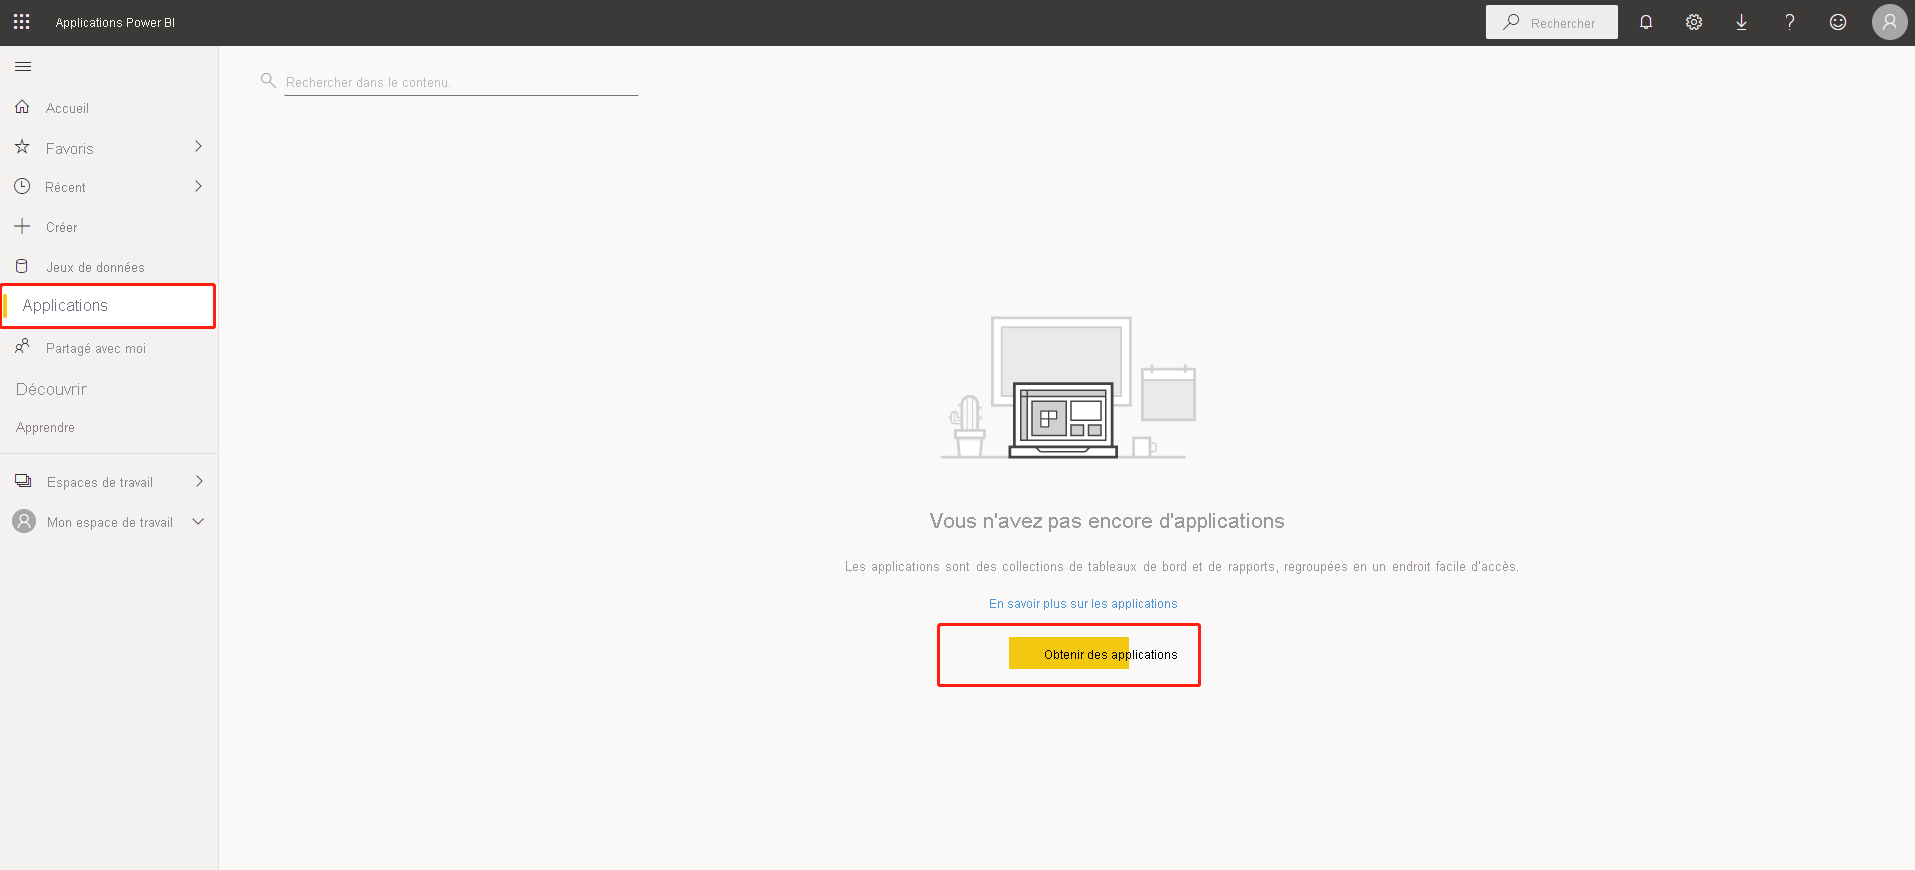 Applications Power BI
Rechercher
Rechercher dans le contenu.
Accueil
Favoris
Récent
Créer
Jeux de données
Applications
Partagé avec moi
Découvrir
Apprendre
Espaces de travail
Mon espace de travail
Vous n'avez pas encore d'applications
Les applications sont des collections de tableaux de bord et de rapports, regroupées en un endroit facile d'accès.
En savoir plus sur les applications
Obtenir des applications